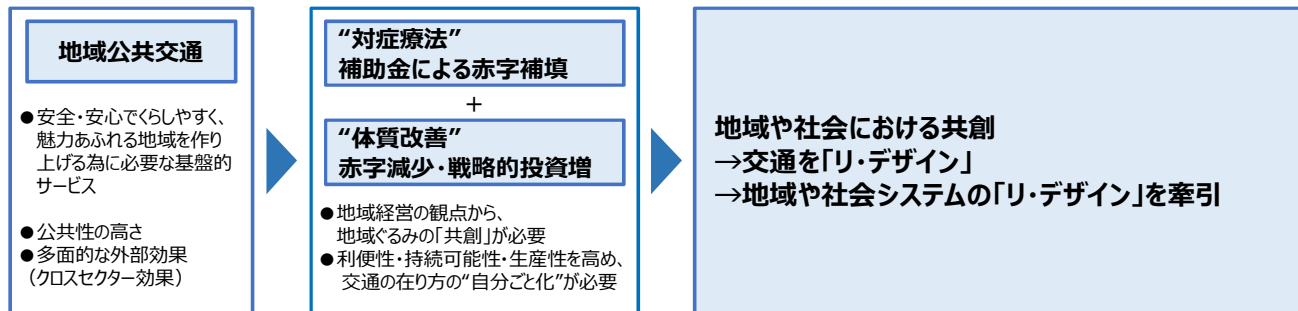 地域公共交通
●安全・安心でくらしやすく、
魅力あふれる地域を作り
上げる為に必要な基盤的
サービス
●公共性の高さ
●多面的な外部効果
（クロスセクター効果）
“対症療法”
補助金による赤字補填
+
“体質改善”
赤字減少・戦略的投資増
●地域経営の観点から、
地域ぐるみの「共創」が必要
●利便性・持続可能性・生産性を高め、
交通の在り方の“自分ごと化”が必要
地域や社会における共創
→交通を「リ・デザイン」
→地域や社会システムの「リ・デザイン」を牽引